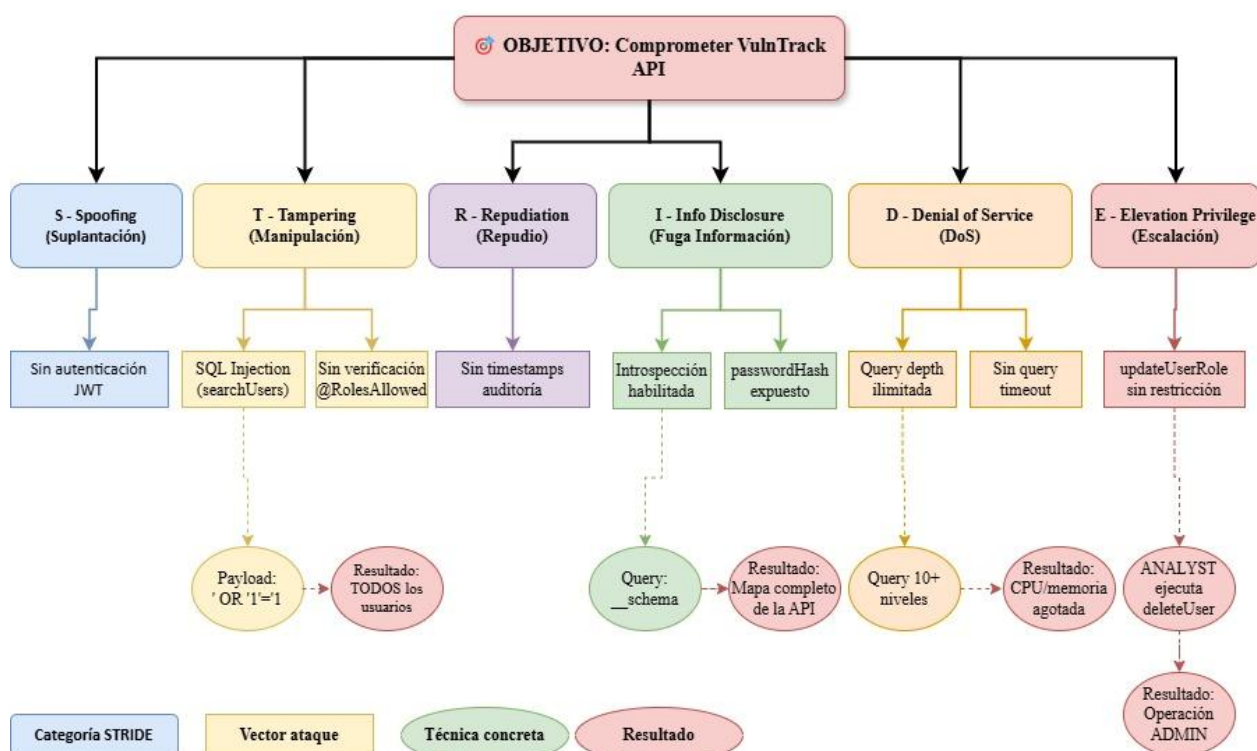 🎯 OBJETIVO: Comprometer VulnTrack
API
S - Spoofing
(Suplantación)
T - Tampering
(Manipulación)
R - Repudiation
(Repudio)
I - Info Disclosure
(Fuga Información)
D - Denial of Service
(DoS)
E - Elevation Privilege
(Escalación)
Sin autenticación
JWT
SQL Injection
(searchUsers)
Sin verificación
@RolesAllowed
Sin timestamps
auditoría
Introspección
habilitada
passwordHash
expuesto
Query depth
ilimitada
Sin query
timeout
updateUserRole
sin restricción
Payload:
' OR '1'='1
Resultado:
TODOS los
usuarios
Query:
__schema
Resultado:
Mapa completo
de la API
Query 10+
niveles
Resultado:
CPU/memoria
agotada
ANALYST
ejecuta
deleteUser
Resultado:
Operación
ADMIN
Categoría STRIDE
Vector ataque
Técnica concreta
Resultado